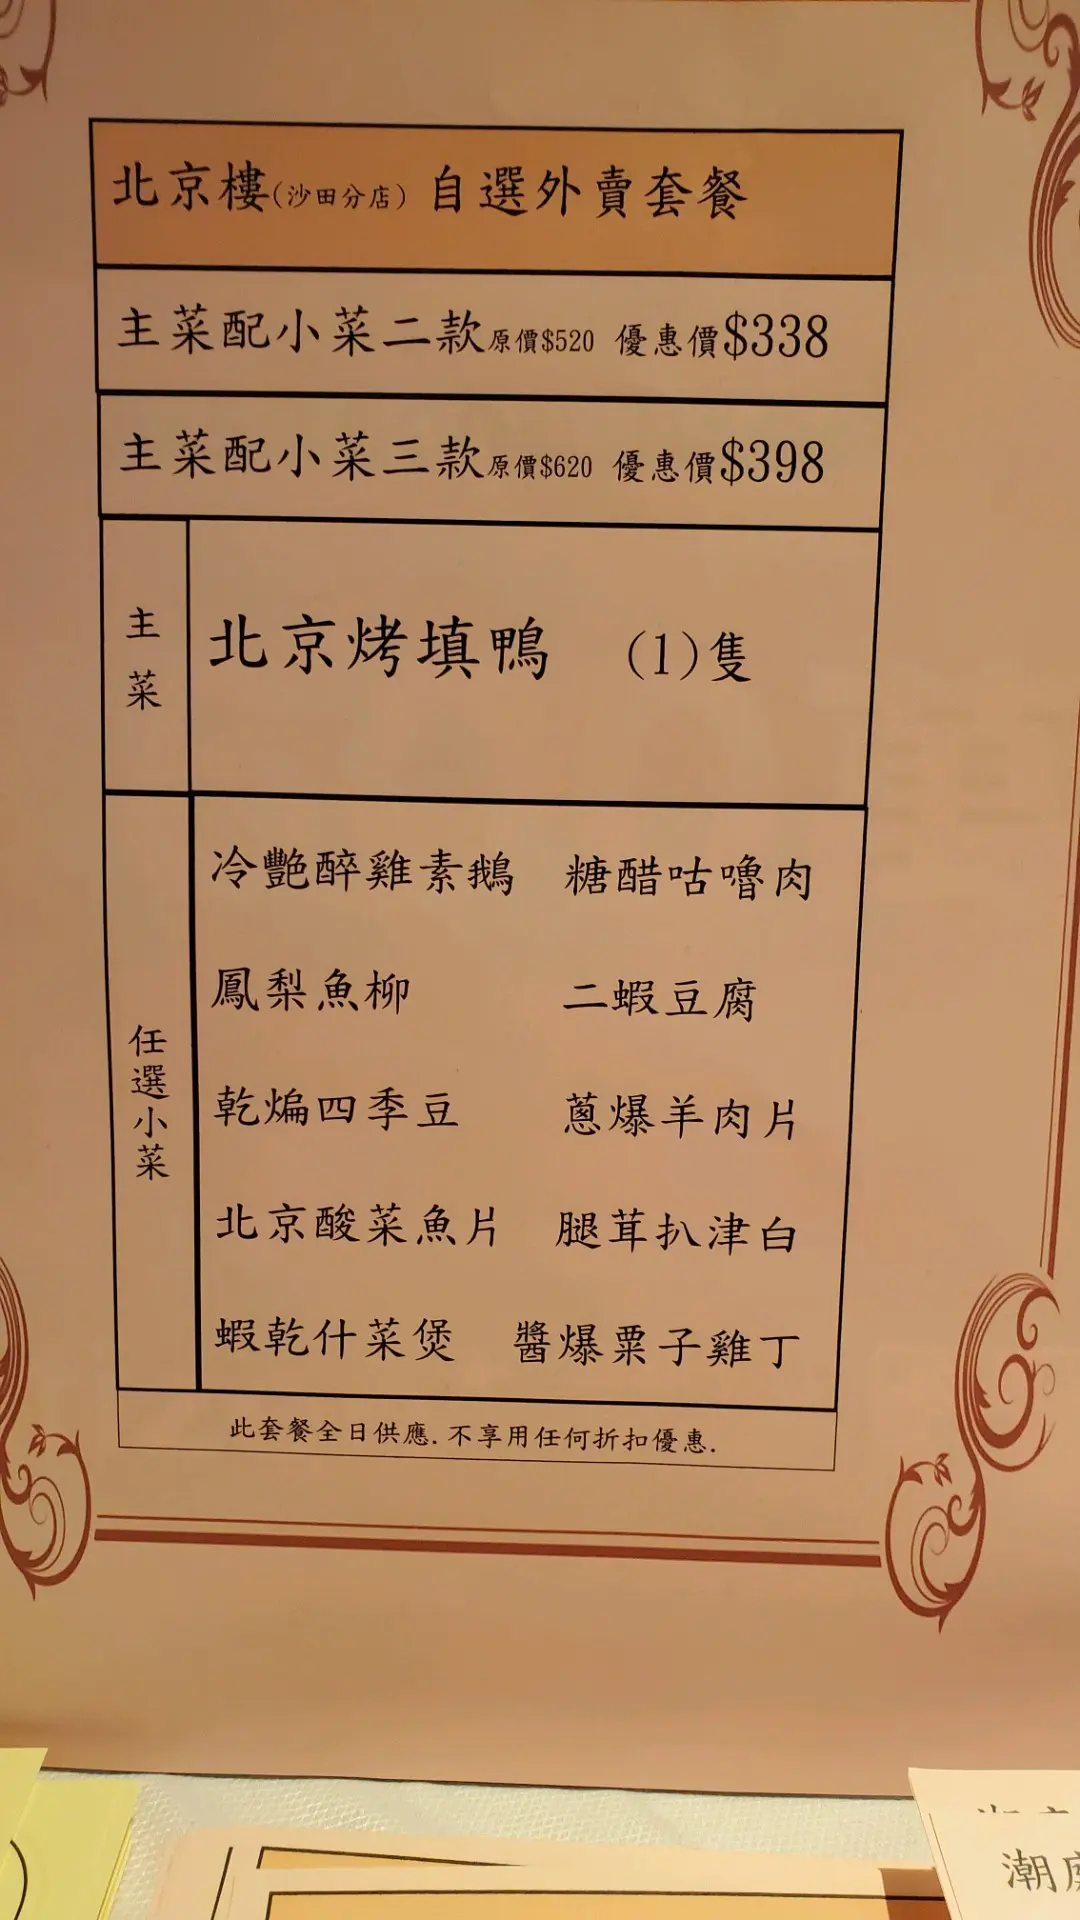 北京樓(沙田分店) 自選外賣套餐
主菜配小菜二款原價$520 優惠價$338
主菜配小菜三款原價$620 優惠價$398
主菜
北京烤填鴨 (1)隻
任選小菜
冷艷醉雞素鵝 糖醋咕嚕肉
鳳梨魚柳 二蝦豆腐
乾煸四季豆 蔥爆羊肉片
北京酸菜魚片 腿茸扒津白
蝦乾什菜煲 醬爆粟子雞丁
此套餐全日供應.不享用任何折扣優惠.
潮